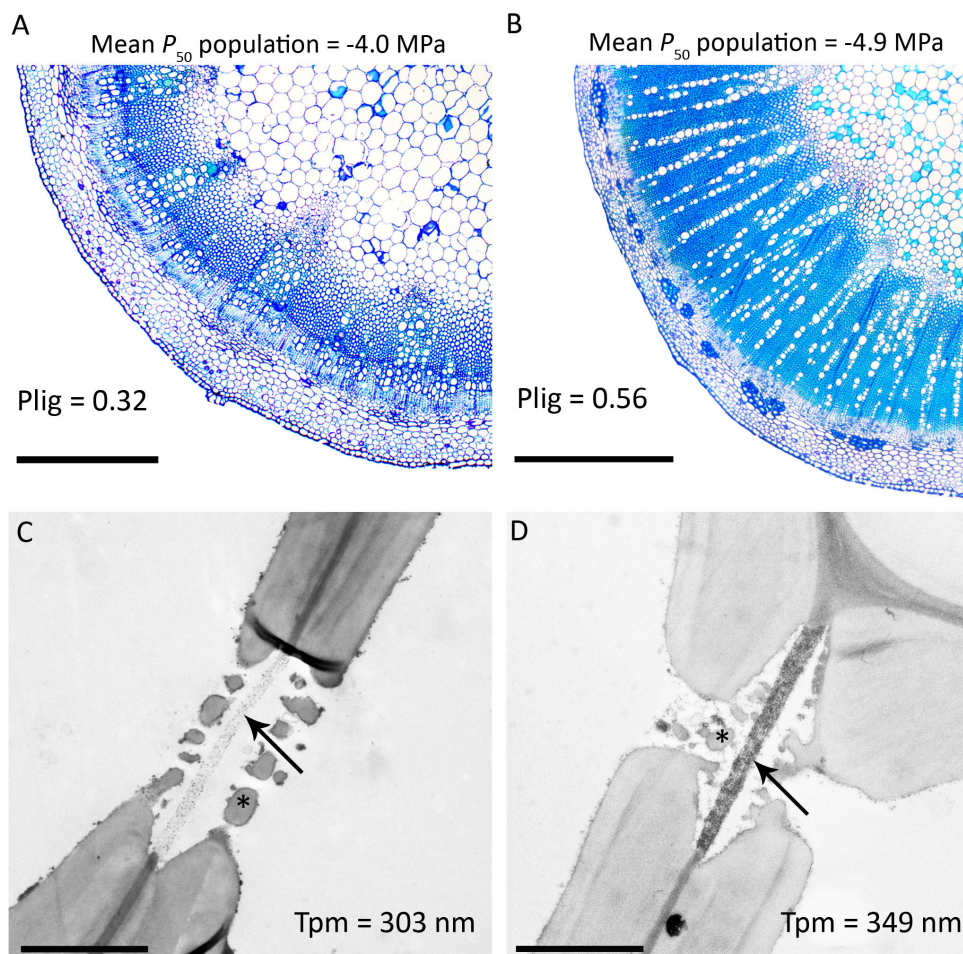 A
Mean P50 population = -4.0 MPa
B
Mean P50 population = -4.9 MPa
Plig = 0.32
Plig = 0.56
C
*
Tpm = 303 nm
D
*
Tpm = 349 nm